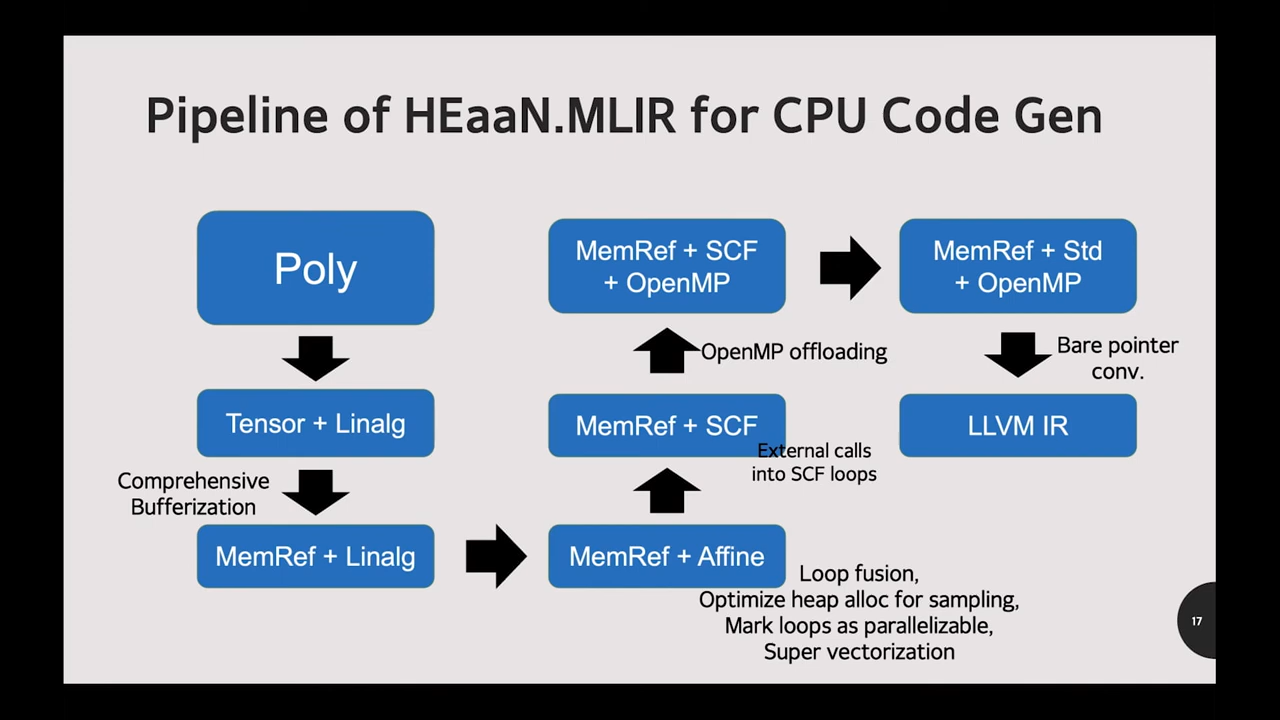 Pipeline of HEaaN.MLIR for CPU Code Gen
Poly
Tensor + Linalg
Comprehensive
Bufferization
MemRef + Linalg
MemRef + Affine
Loop fusion,
Optimize heap alloc for sampling,
Mark loops as parallelizable,
Super vectorization
MemRef + SCF
External calls
into SCF loops
OpenMP offloading
MemRef + SCF
+ OpenMP
MemRef + Std
+ OpenMP
Bare pointer
conv.
LLVM IR
17